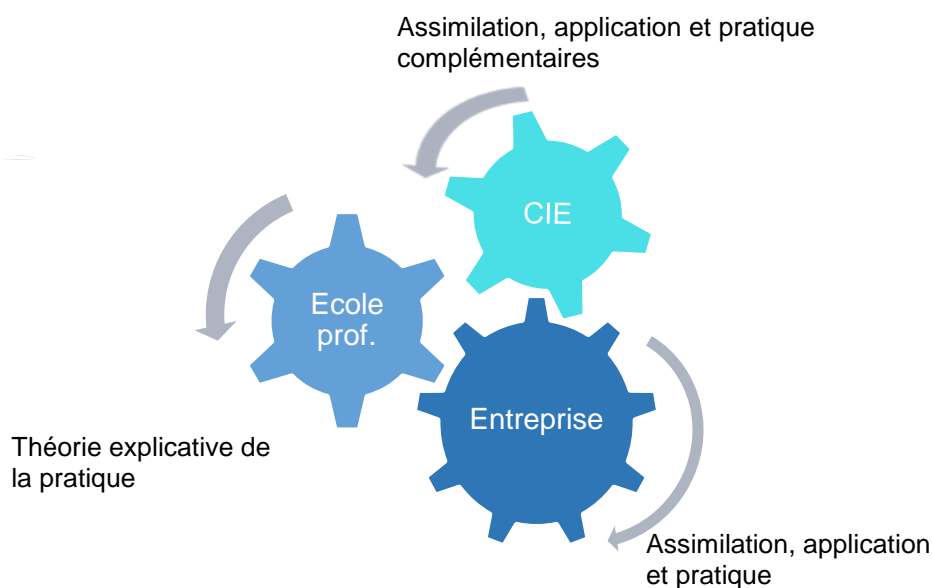 Assimilation, application et pratique
complémentaires
CIE
Ecole
prof.
Entreprise
Théorie explicative de
la pratique
Assimilation, application
et pratique